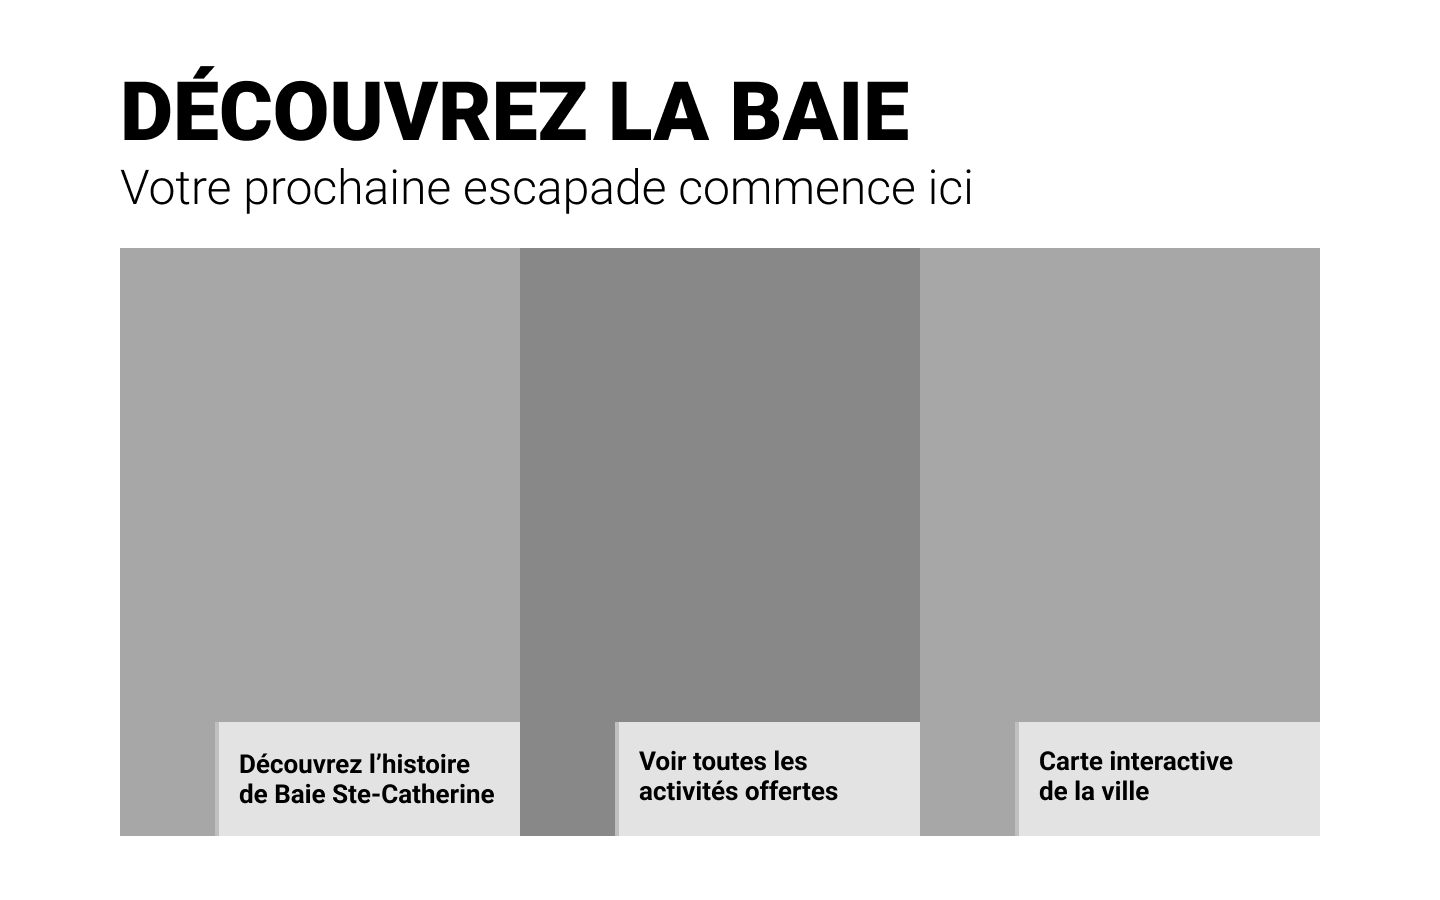 DÉCOUVREZ LA BAIE
Votre prochaine escapade commence ici
Découvrez l’histoire
de Baie Ste-Catherine
Voir toutes les
activités offertes
Carte interactive
de la ville